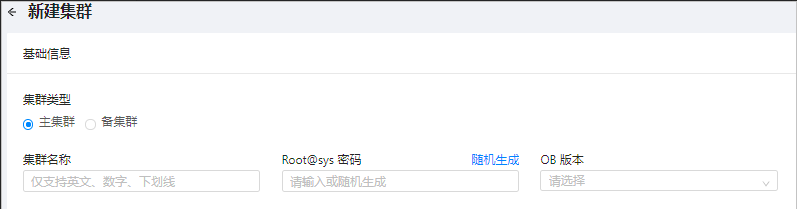 新建集群
基础信息
集群类型
主集群 备集群
集群名称 Root@sys 密码 随机生成 OB 版本
仅支持英文、数字、下划线 请输入或随机生成 请选择